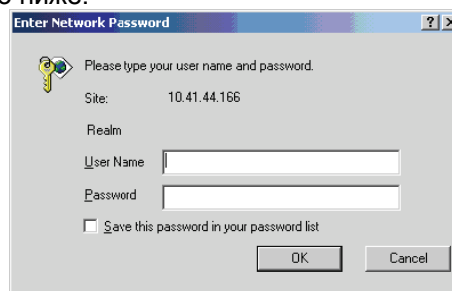 ниже.
Enter Network Password
Please type your user name and password.
Site: 10.41.44.166
Realm
User Name
Password
Save this password in your password list
OK Cancel